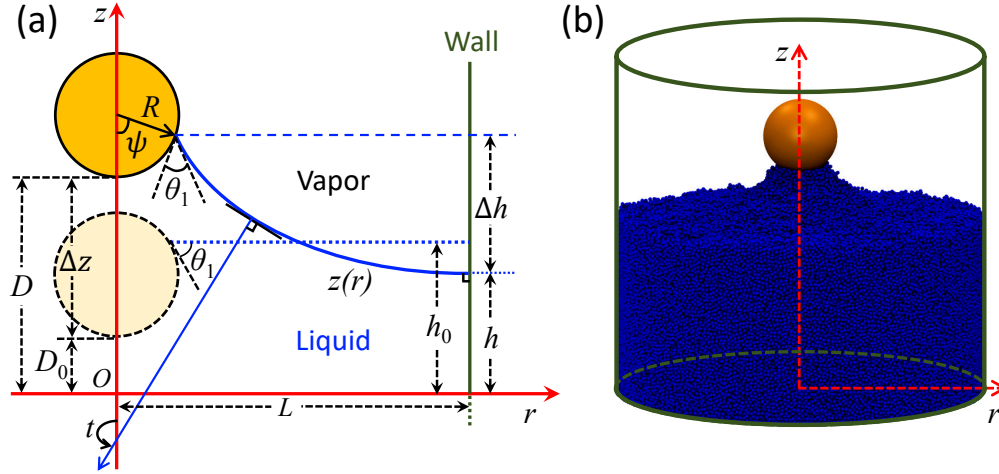 (a)
z
Wall
(b)
z
R
ψ
θ₁
Vapor
Δh
D
Δz
θ₁
z(r)
h₀
h
D₀
Liquid
O
L
r
t
r